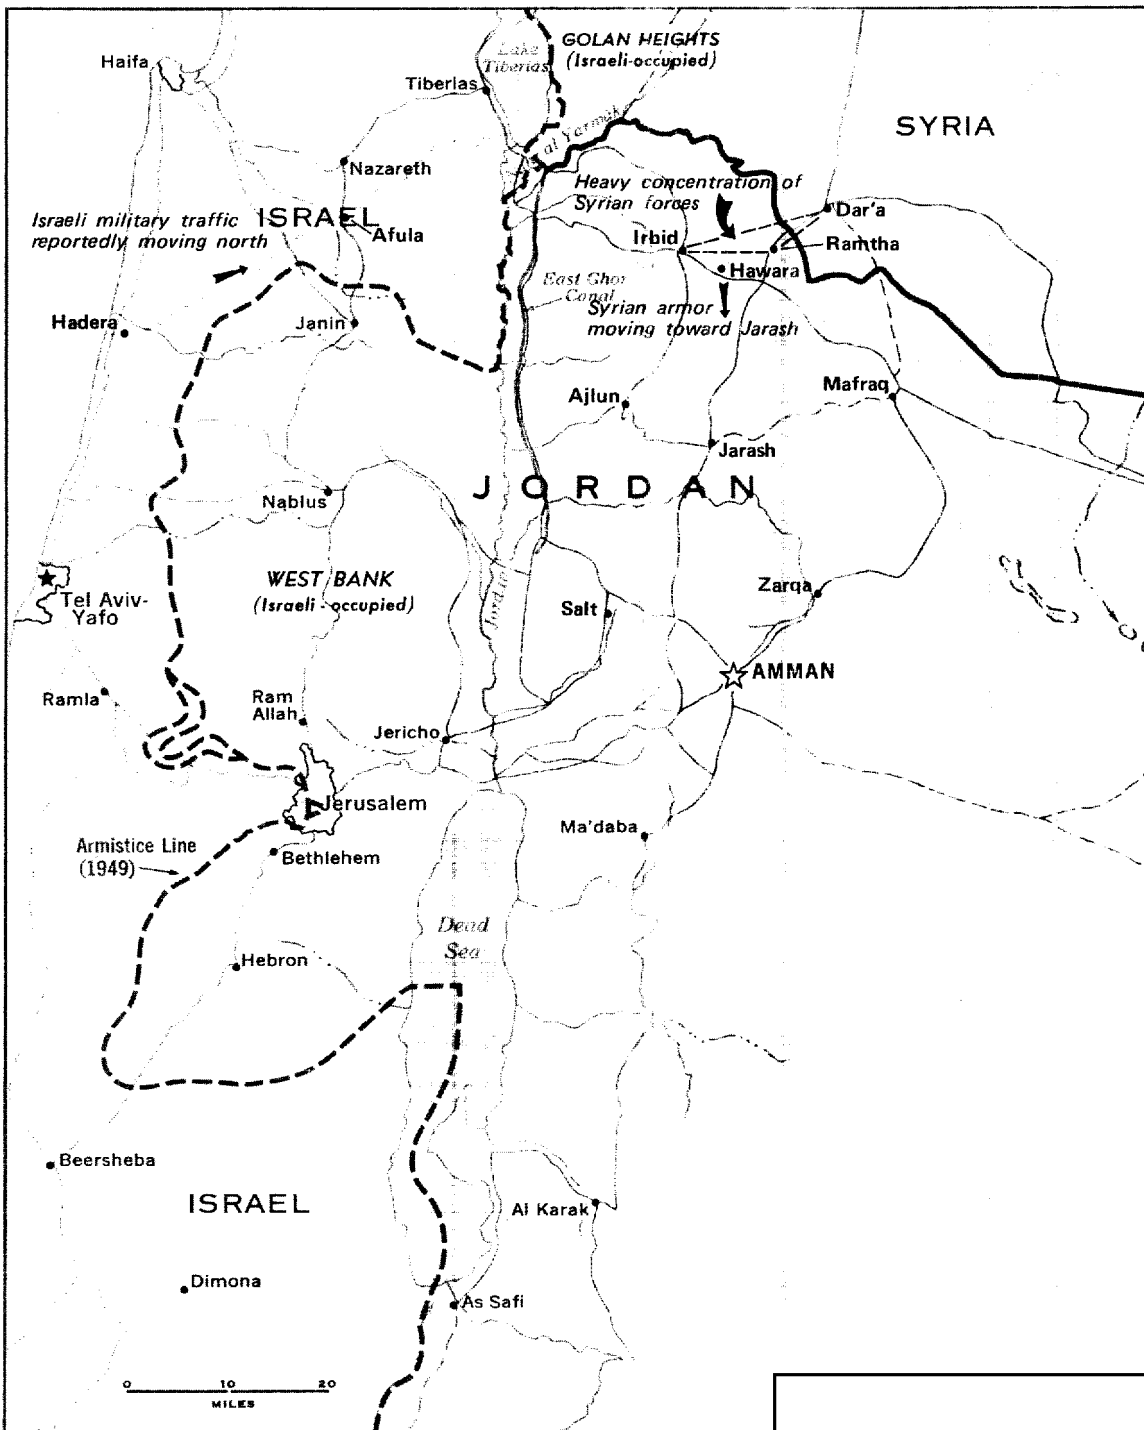 Haifa
Lake
Tiberias
GOLAN HEIGHTS
(Israeli-occupied)
Tiberias
al Yarmuk
SYRIA
Nazareth
Heavy concentration of
Syrian forces
Israeli military traffic
reportedly moving north
ISRAEL
Afula
Dar'a
Irbid
Ramtha
Hawara
East Ghor
Canal
Syrian armor
moving toward Jarash
Hadera
Janin
Ajlun
Mafraq
Jarash
JORDAN
Nablus
WEST BANK
(Israeli-occupied)
Jordan
Tel Aviv-
Yafo
Salt
Zarqa
AMMAN
Ramla
Ram
Allah
Jericho
Jerusalem
Ma'daba
Armistice Line
(1949)
Bethlehem
Dead
Sea
Hebron
Beersheba
ISRAEL
Al Karak
Dimona
As Safi
0 10 20
MILES